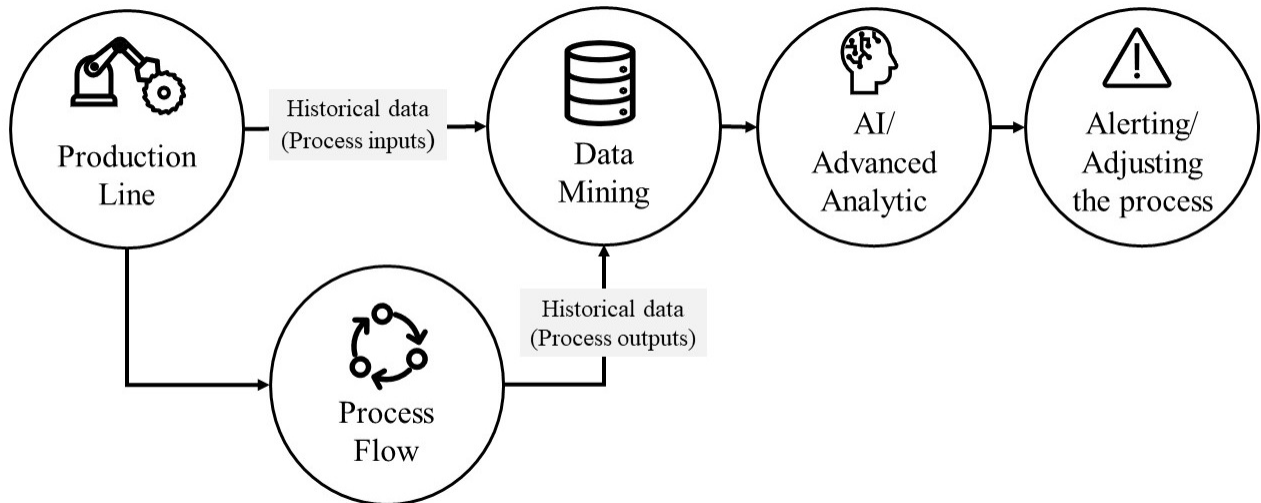 Production
Line
Historical data
(Process inputs)
Data
Mining
AI/
Advanced
Analytic
Alerting/
Adjusting
the process
Process
Flow
Historical data
(Process outputs)